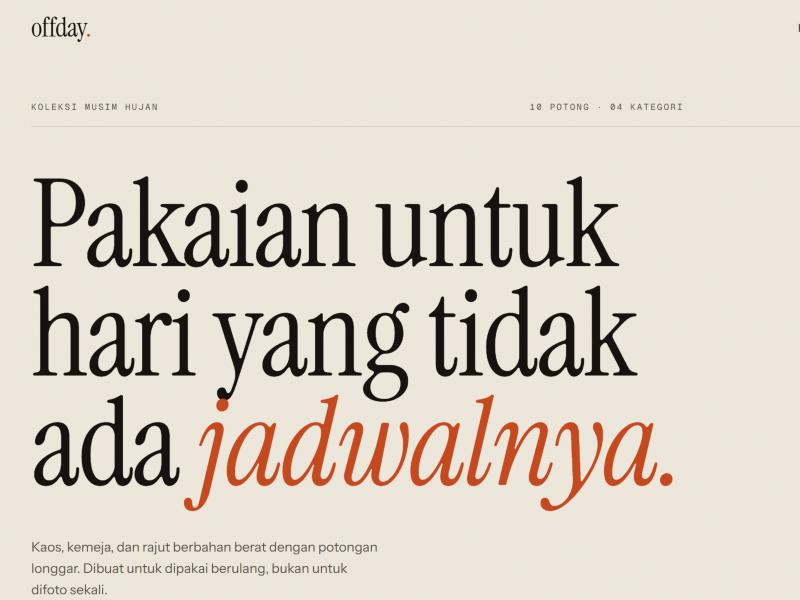 offday.
KOLEKSI MUSIM HUJAN
10 POTONG · 04 KATEGORI
Pakaian untuk
hari yang tidak
ada jadwalnya.
Kaos, kemeja, dan rajut berbahan berat dengan potongan
longgar. Dibuat untuk dipakai berulang, bukan untuk
difoto sekali.